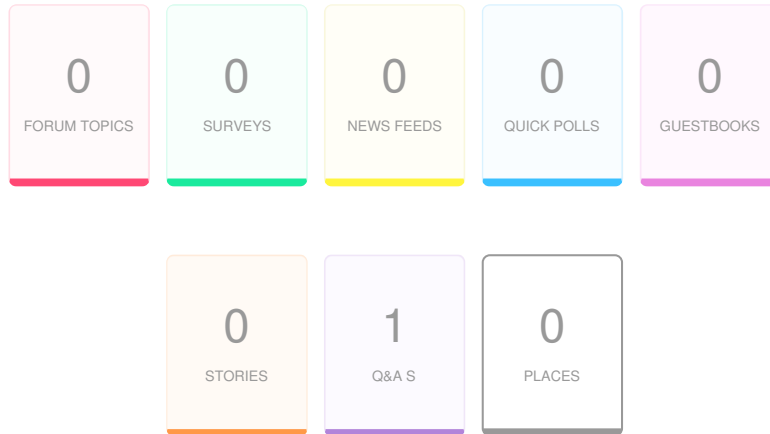 0 0 0 0 0
FORUM TOPICS SURVEYS NEWS FEEDS QUICK POLLS GUESTBOOKS
0 1 0
STORIES Q&A S PLACES